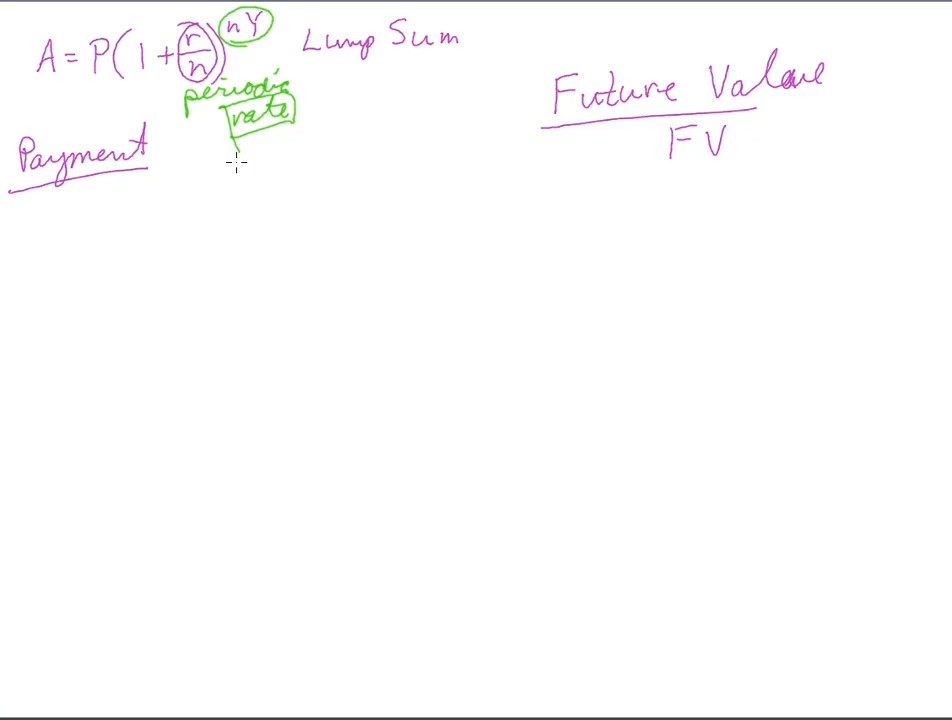 A = P(1 + r/n)^nY Lump Sum
periodic
rate
Future Value
FV
Payment